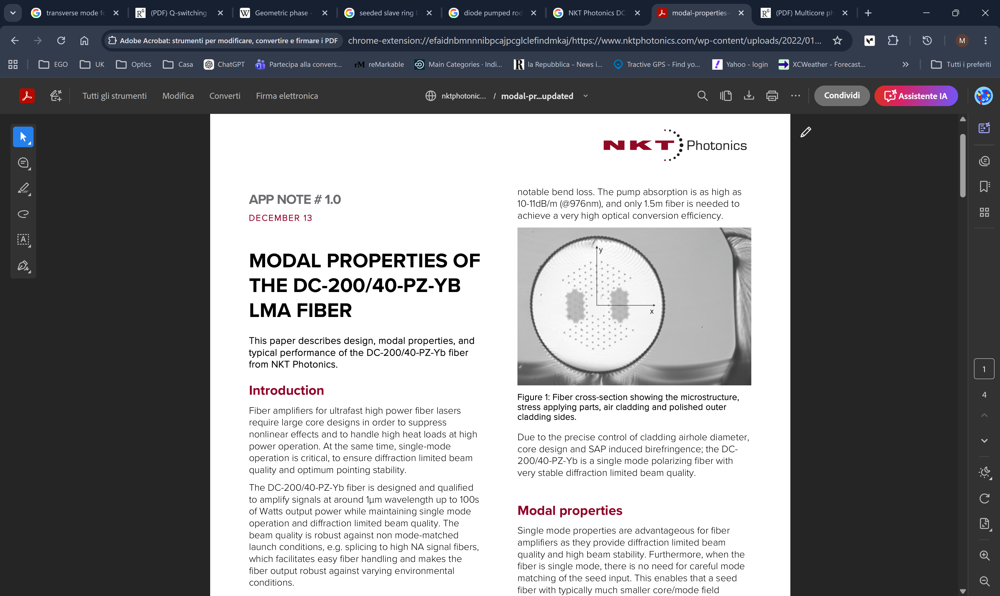 transverse mode fo
(PDF) Q-switching
Geometric phase -
seeded slave ring l
diode pumped rod
NKT Photonics DC
modal-properties-
(PDF) Multicore ph
Adobe Acrobat: strumenti per modificare, convertire e firmare i PDF
chrome-extension://efaidnbmnnnibpcajpcglclefindmkaj/https://www.nktphotonics.com/wp-content/uploads/2022/01...
M
EGO
UK
Optics
Casa
ChatGPT
Partecipa alla convers...
reMarkable
Main Categories · Indi...
la Repubblica - News i...
Tractive GPS - Find yo...
Yahoo - login
XCWeather - Forecast...
Tutti i preferiti
Tutti gli strumenti
Modifica
Converti
Firma elettronica
nktphotonic... / modal-pr...updated
Condividi
Assistente IA
NKT Photonics
APP NOTE # 1.0
DECEMBER 13
MODAL PROPERTIES OF
THE DC-200/40-PZ-YB
LMA FIBER
This paper describes design, modal properties, and
typical performance of the DC-200/40-PZ-Yb fiber
from NKT Photonics.
Introduction
Fiber amplifiers for ultrafast high power fiber lasers
require large core designs in order to suppress
nonlinear effects and to handle high heat loads at high
power operation. At the same time, single-mode
operation is critical, to ensure diffraction limited beam
quality and optimum pointing stability.
The DC-200/40-PZ-Yb fiber is designed and qualified
to amplify signals at around 1µm wavelength up to 100s
of Watts output power while maintaining single mode
operation and diffraction limited beam quality. The
beam quality is robust against non mode-matched
launch conditions, e.g. splicing to high NA signal fibers,
which facilitates easy fiber handling and makes the
fiber output robust against varying environmental
conditions.
notable bend loss. The pump absorption is as high as
10-11dB/m (@976nm), and only 1.5m fiber is needed to
achieve a very high optical conversion efficiency.
y
x
Figure 1: Fiber cross-section showing the microstructure,
stress applying parts, air cladding and polished outer
cladding sides.
Due to the precise control of cladding airhole diameter,
core design and SAP induced birefringence; the DC-
200/40-PZ-Yb is a single mode polarizing fiber with
very stable diffraction limited beam quality.
Modal properties
Single mode properties are advantageous for fiber
amplifiers as they provide diffraction limited beam
quality and high beam stability. Furthermore, when the
fiber is single mode, there is no need for careful mode
matching of the seed input. This enables that a seed
fiber with typically much smaller core/mode field
1
4